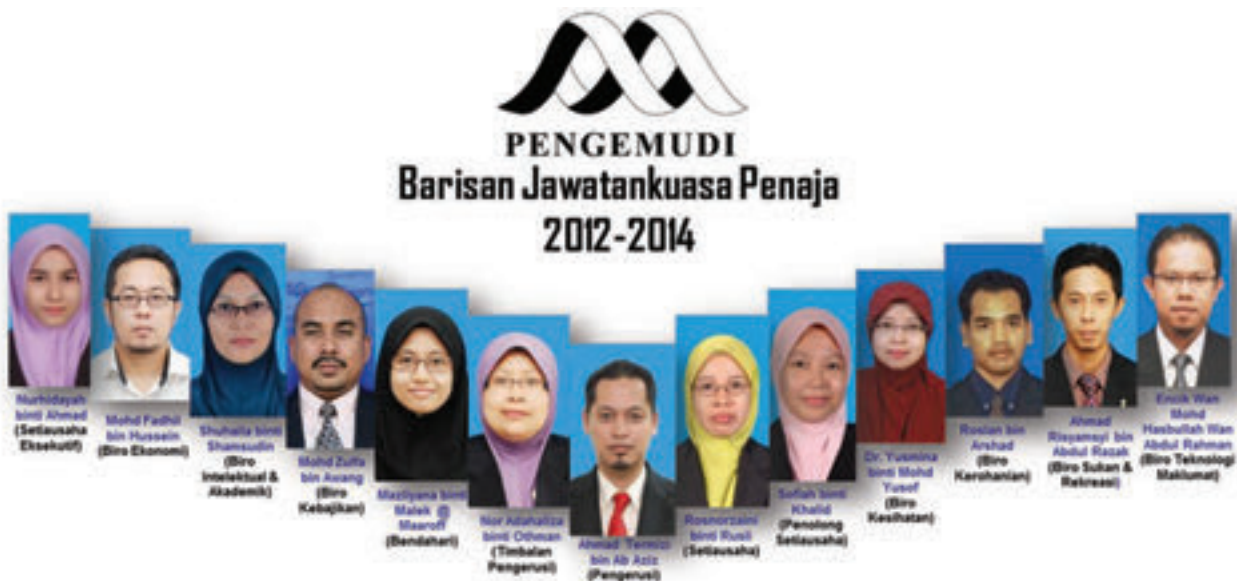 PENGEMUDI
Barisan Jawatankuasa Penaja
2012-2014
Nurhidayah
binti Ahmad
(Setiausaha
Eksekutif)
Mohd Fadhil
bin Hussein
(Biro Ekonomi)
Shuhaila binti
Shamsudin
(Biro
Intelektual &
Akademik)
Mohd Zulfa
bin Awang
(Biro
Kebajikan)
Mazliyana binti
Malek @
Maaroff
(Bendahari)
Nor Adahaliza
binti Othman
(Timbalan
Pengerusi)
Ahmad Termizi
bin Ab Aziz
(Pengerusi)
Rosnorzaini
binti Rusli
(Setiausaha)
Sofiah binti
Khalid
(Penolong
Setiausaha)
Dr. Yusmina
binti Mohd
Yusof
(Biro
Kesihatan)
Roslan bin
Arshad
(Biro
Kerohanian)
Ahmad
Risyamsyi bin
Abdul Razak
(Biro Sukan &
Rekreasi)
Encik Wan
Mohd
Hasbullah Wan
Abdul Rahman
(Biro Teknologi
Maklumat)